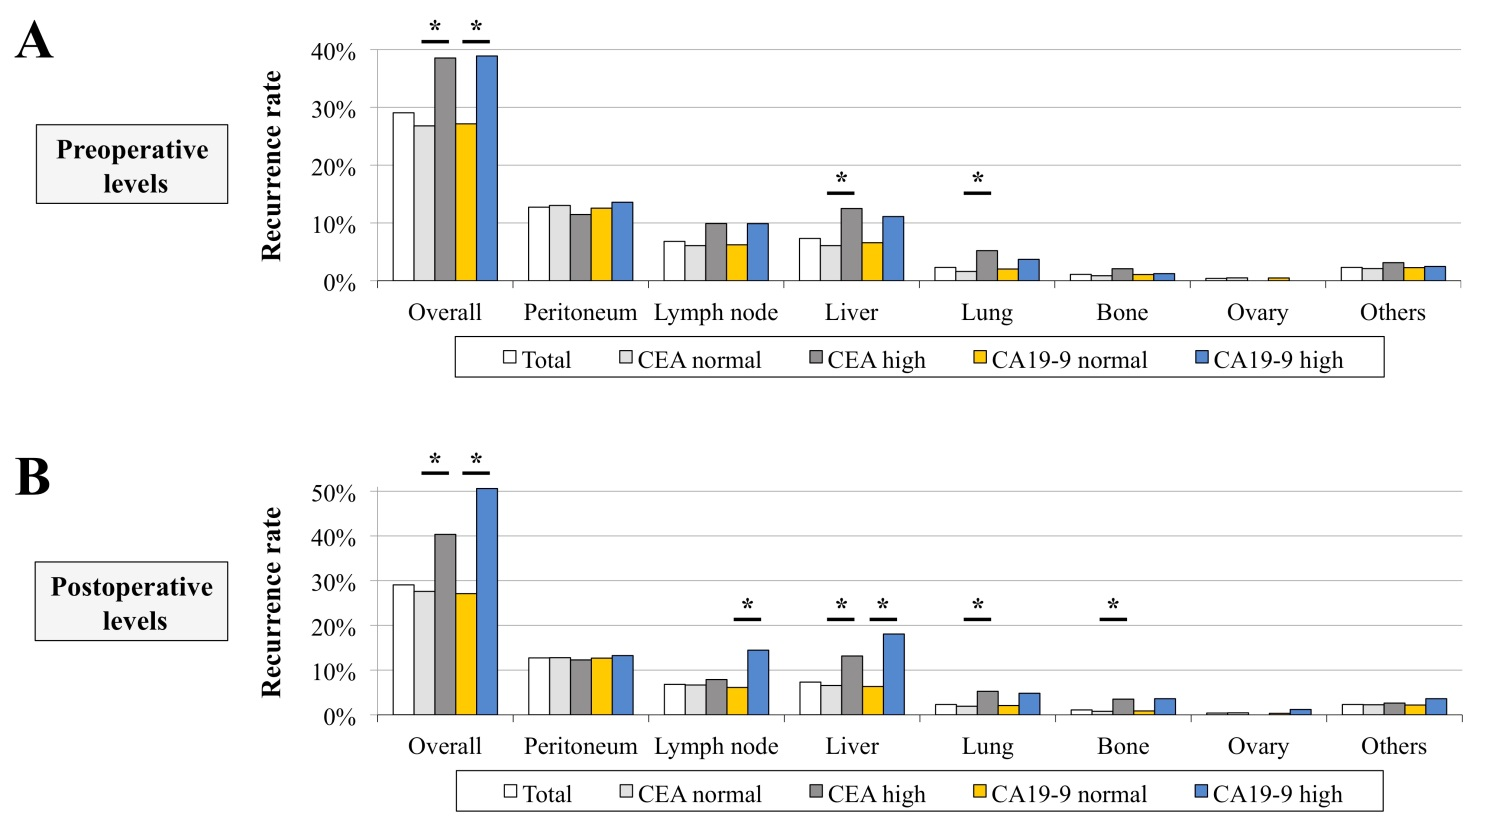 A
Preoperative
levels
Recurrence rate
* *
40%
30%
20%
* *
10%
0%
Overall Peritoneum Lymph node Liver Lung Bone Ovary Others
Total CEA normal CEA high CA19-9 normal CA19-9 high
B
Postoperative
levels
Recurrence rate
* *
50%
40%
30%
* * * * *
20%
10%
0%
Overall Peritoneum Lymph node Liver Lung Bone Ovary Others
Total CEA normal CEA high CA19-9 normal CA19-9 high